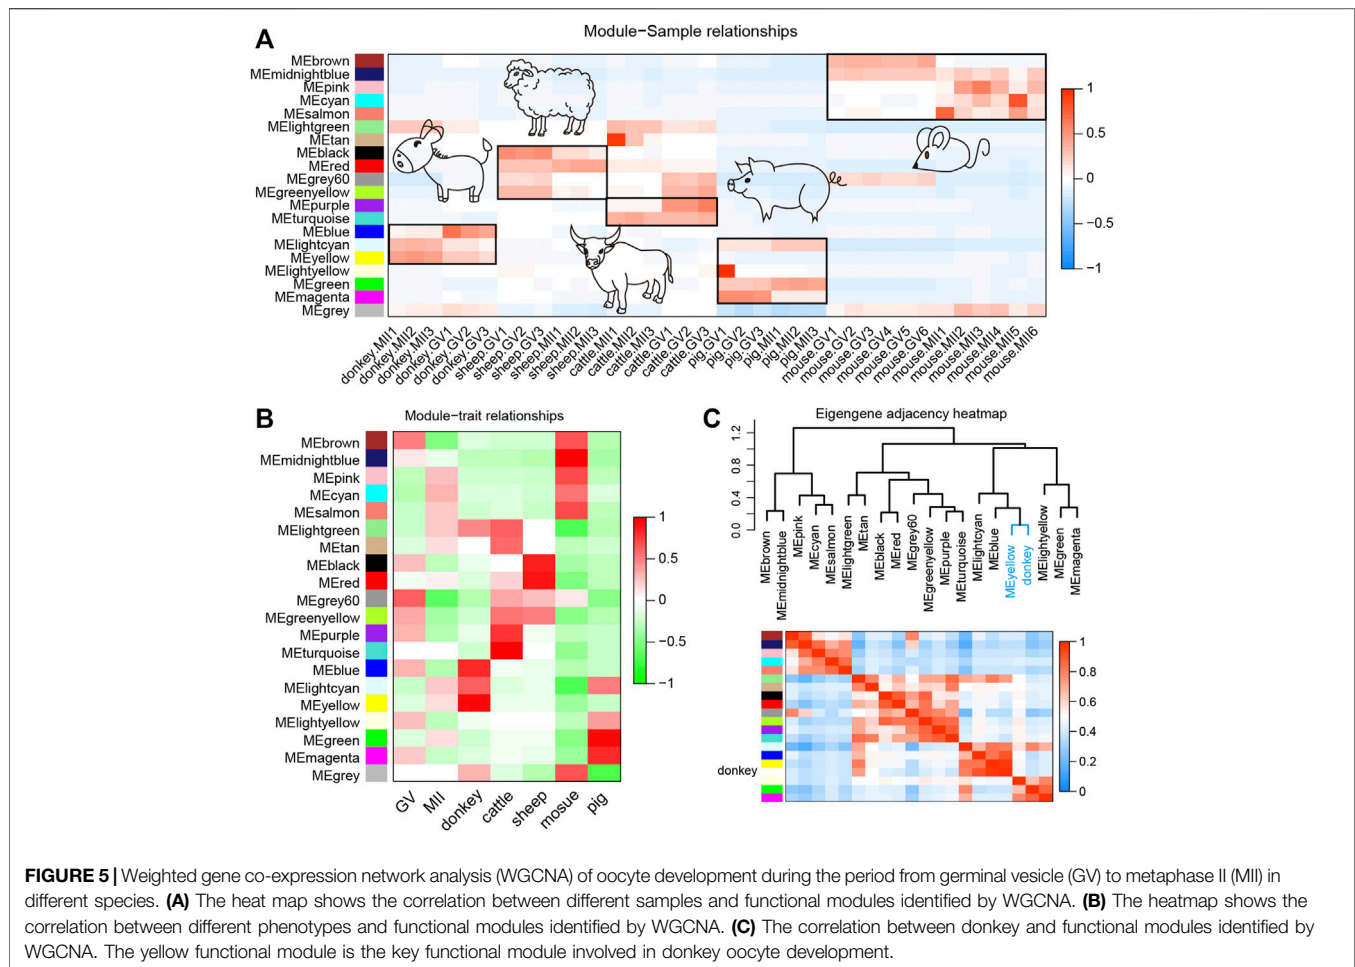 A
Module−Sample relationships
MEbrown
MEmidnightblue
MEpink
MEcyan
MEsalmon
MElightgreen
MEtan
MEblack
MEred
MEgrey60
MEgreenyellow
MEpurple
MEturquoise
MEblue
MElightcyan
MEyellow
MElightyellow
MEgreen
MEmagenta
MEgrey
1
0.5
0
−0.5
−1
donkey.MII1
donkey.MII2
donkey.MII3
donkey.GV1
donkey.GV2
donkey.GV3
sheep.GV1
sheep.GV2
sheep.GV3
sheep.MII1
sheep.MII2
sheep.MII3
cattle.MII1
cattle.MII2
cattle.MII3
cattle.GV1
cattle.GV2
cattle.GV3
pig.GV1
pig.GV2
pig.GV3
pig.MII1
pig.MII2
pig.MII3
mouse.GV1
mouse.GV2
mouse.GV3
mouse.GV4
mouse.GV5
mouse.GV6
mouse.MII1
mouse.MII2
mouse.MII3
mouse.MII4
mouse.MII5
mouse.MII6
B
Module−trait relationships
MEbrown
MEmidnightblue
MEpink
MEcyan
MEsalmon
MElightgreen
MEtan
MEblack
MEred
MEgrey60
MEgreenyellow
MEpurple
MEturquoise
MEblue
MElightcyan
MEyellow
MElightyellow
MEgreen
MEmagenta
MEgrey
1
0.5
0
−0.5
−1
GV
MII
donkey
cattle
sheep
mosue
pig
C
Eigengene adjacency heatmap
1.2
0.8
0.4
0.0
MEbrown
MEmidnightblue
MEpink
MEcyan
MEsalmon
MElightgreen
MEtan
MEblack
MEred
MEgrey60
MEgreenyellow
MEpurple
MEturquoise
MElightcyan
MEblue
MEyellow
donkey
MElightyellow
MEgreen
MEmagenta
donkey
1
0.8
0.6
0.4
0.2
0
FIGURE 5 | Weighted gene co-expression network analysis (WGCNA) of oocyte development during the period from germinal vesicle (GV) to metaphase II (MII) in
different species. (A) The heat map shows the correlation between different samples and functional modules identified by WGCNA. (B) The heatmap shows the
correlation between different phenotypes and functional modules identified by WGCNA. (C) The correlation between donkey and functional modules identified by
WGCNA. The yellow functional module is the key functional module involved in donkey oocyte development.